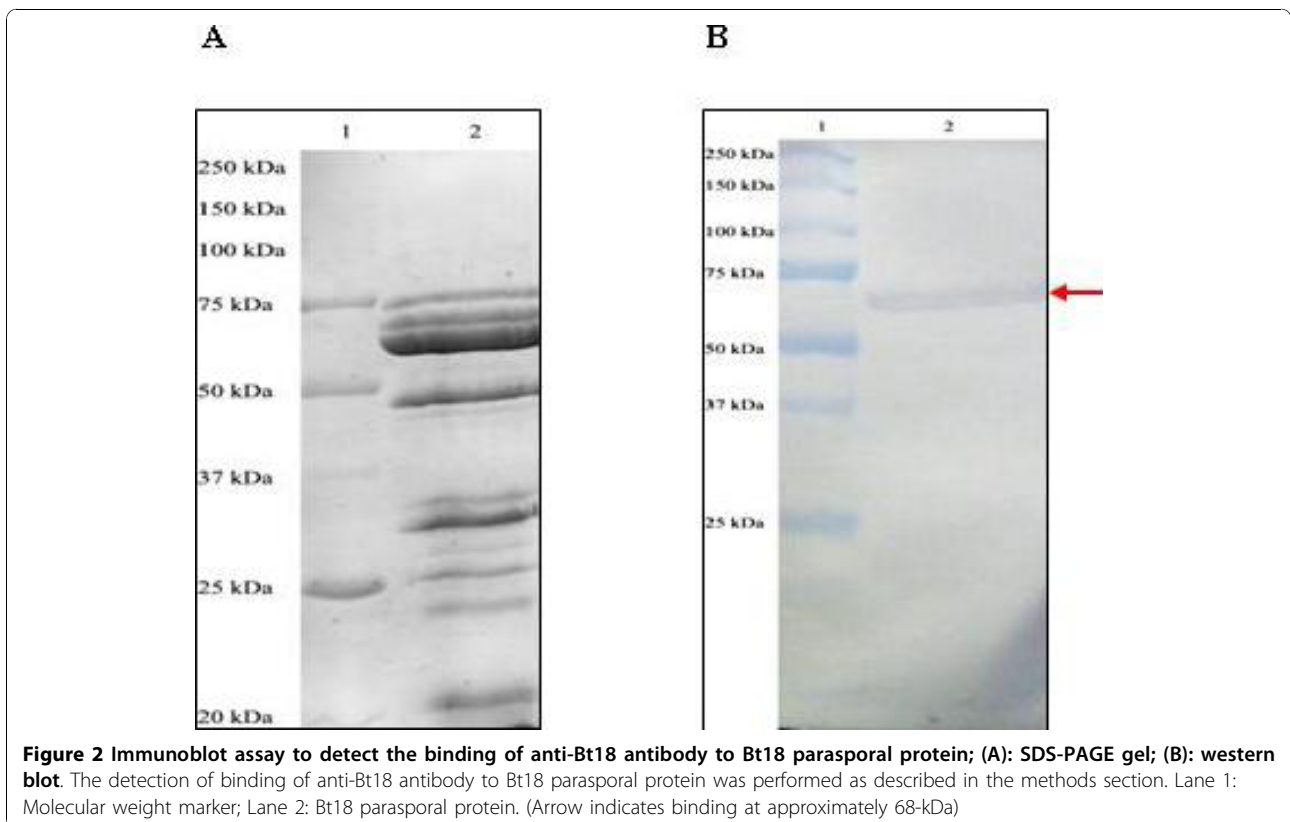 A
B
1 2
250 kDa
150 kDa
100 kDa
75 kDa
50 kDa
37 kDa
25 kDa
20 kDa
1 2
250 kDa
150 kDa
100 kDa
75 kDa
50 kDa
37 kDa
25 kDa
Figure 2 Immunoblot assay to detect the binding of anti-Bt18 antibody to Bt18 parasporal protein; (A): SDS-PAGE gel; (B): western
blot. The detection of binding of anti-Bt18 antibody to Bt18 parasporal protein was performed as described in the methods section. Lane 1:
Molecular weight marker; Lane 2: Bt18 parasporal protein. (Arrow indicates binding at approximately 68-kDa)